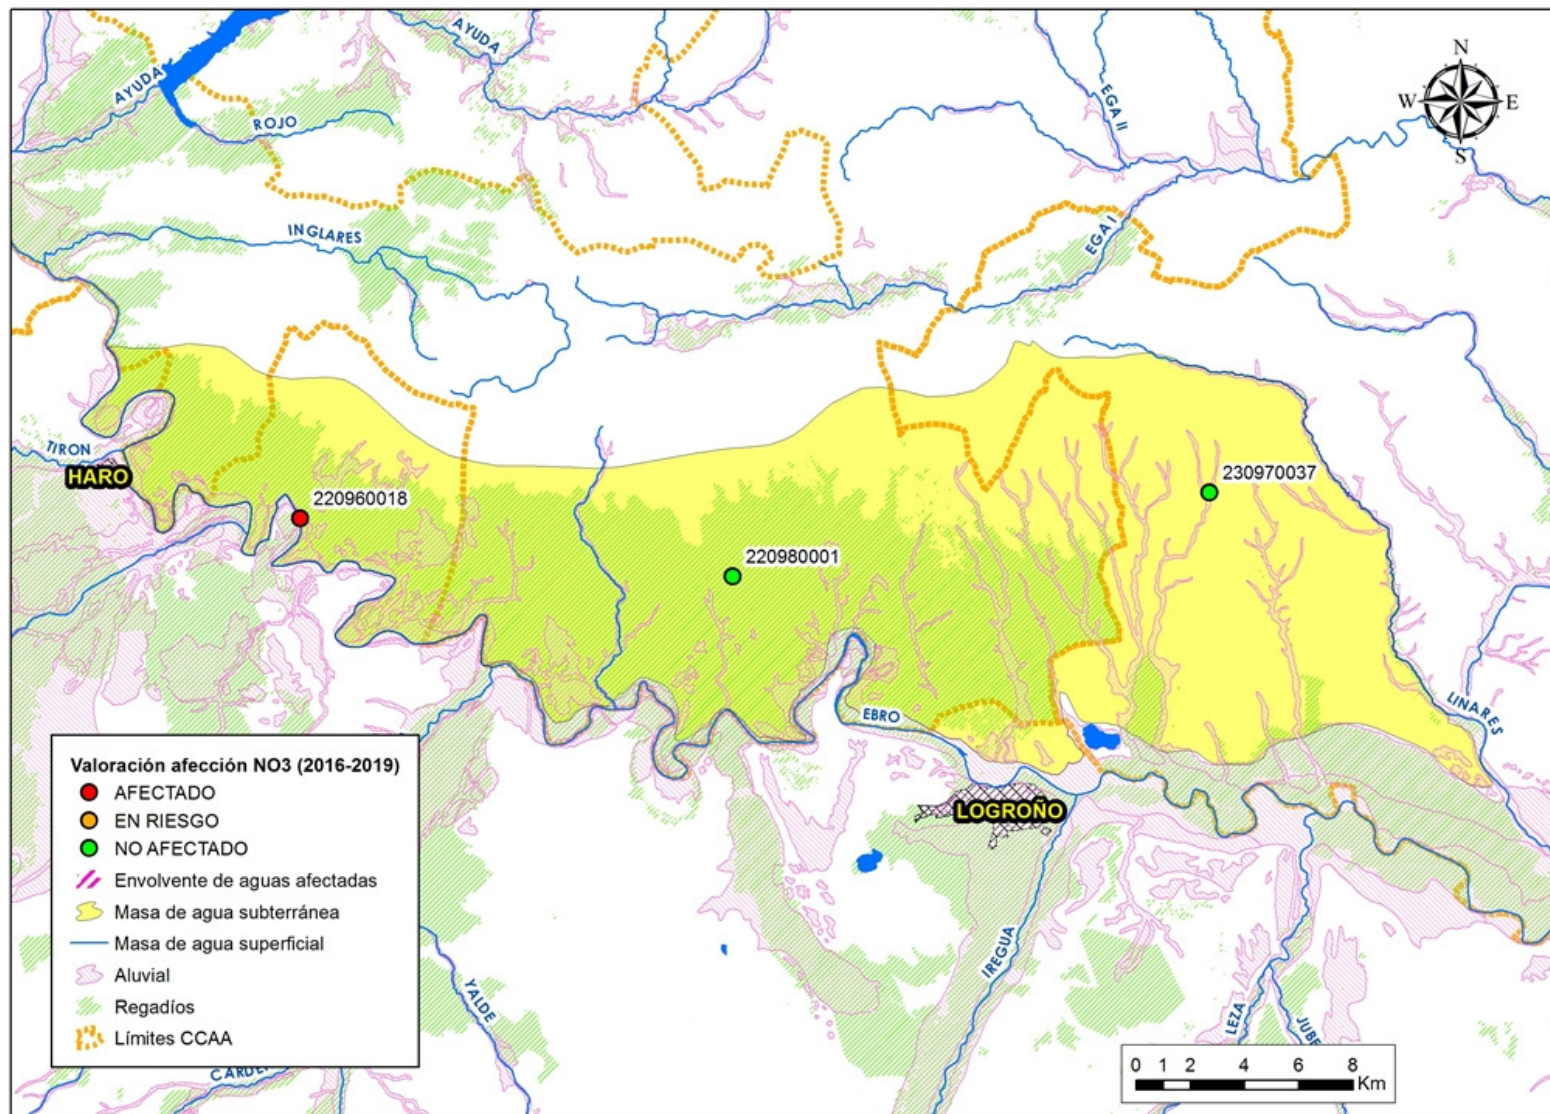 AYUDA
AYUDA
ROJO
EGA II
N
W E
S
INGLARES
EGA I
TIRON
HARO
220960018
230970037
220980001
EBRO
LINARES
LOGROÑO
IREGUA
YALDE
LEZA
Valoración afección NO3 (2016-2019)
AFECTADO
EN RIESGO
NO AFECTADO
Envolvente de aguas afectadas
Masa de agua subterránea
Masa de agua superficial
Aluvial
Regadíos
Límites CCAA
0 1 2 4 6 8
Km